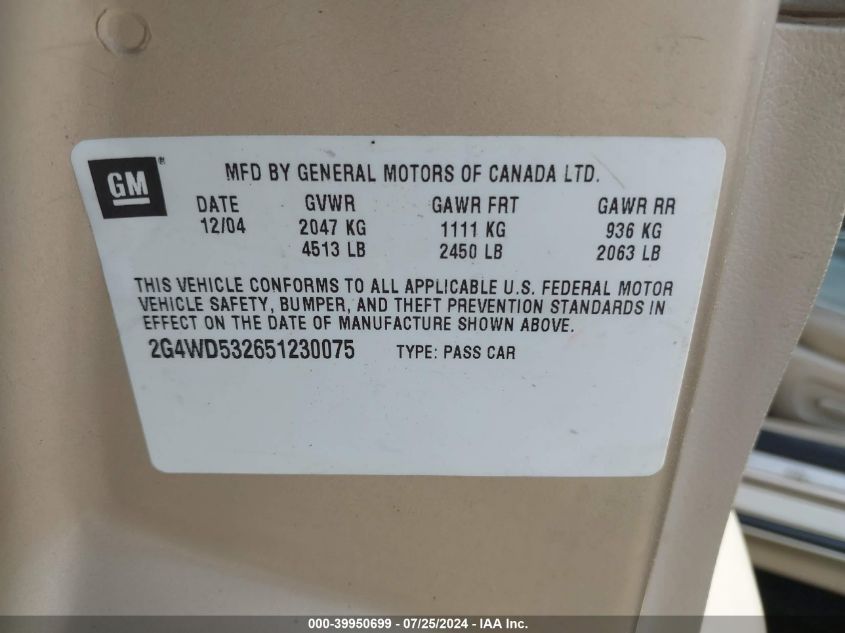 GM®
MFD BY GENERAL MOTORS OF CANADA LTD.
DATE GVWR GAWR FRT GAWR RR
12/04 2047 KG 1111 KG 936 KG
4513 LB 2450 LB 2063 LB
THIS VEHICLE CONFORMS TO ALL APPLICABLE U.S. FEDERAL MOTOR
VEHICLE SAFETY, BUMPER, AND THEFT PREVENTION STANDARDS IN
EFFECT ON THE DATE OF MANUFACTURE SHOWN ABOVE.
2G4WD532651230075 TYPE: PASS CAR
000-39950699 - 07/25/2024 - IAA Inc.